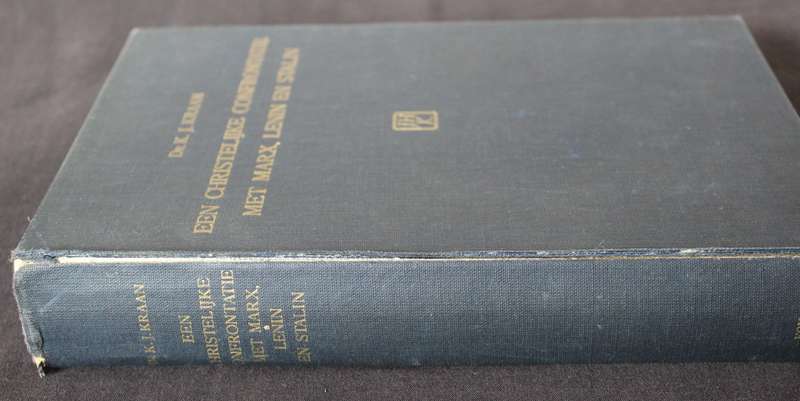 Dr. K. J. KRAAN
EEN CHRISTELIJKE CONFRONTATIE
MET MARX, LENIN EN STALIN
Dr. K. J. KRAAN
EEN
CHRISTELIJKE
CONFRONTATIE
MET MARX,
LENIN
EN STALIN